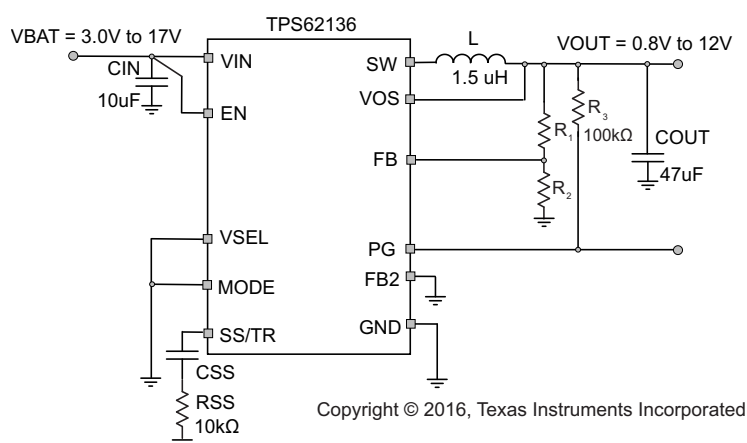 TPS62136
VBAT = 3.0V to 17V
CIN
10uF
VIN
EN
VSEL
MODE
SS/TR
CSS
RSS
10kΩ
SW
VOS
FB
PG
FB2
GND
L
1.5 uH
VOUT = 0.8V to 12V
R1
R2
R3
100kΩ
COUT
47uF
Copyright © 2016, Texas Instruments Incorporated